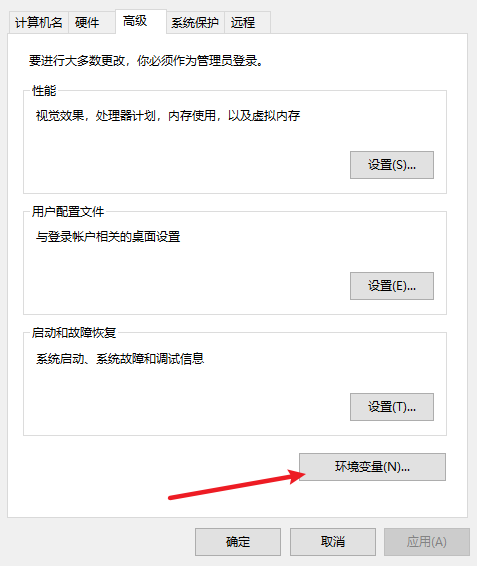 计算机名 硬件 高级 系统保护 远程
要进行大多数更改，你必须作为管理员登录。
性能
视觉效果，处理器计划，内存使用，以及虚拟内存
设置(S)...
用户配置文件
与登录帐户相关的桌面设置
设置(E)...
启动和故障恢复
系统启动、系统故障和调试信息
设置(T)...
环境变量(N)...
确定 取消 应用(A)